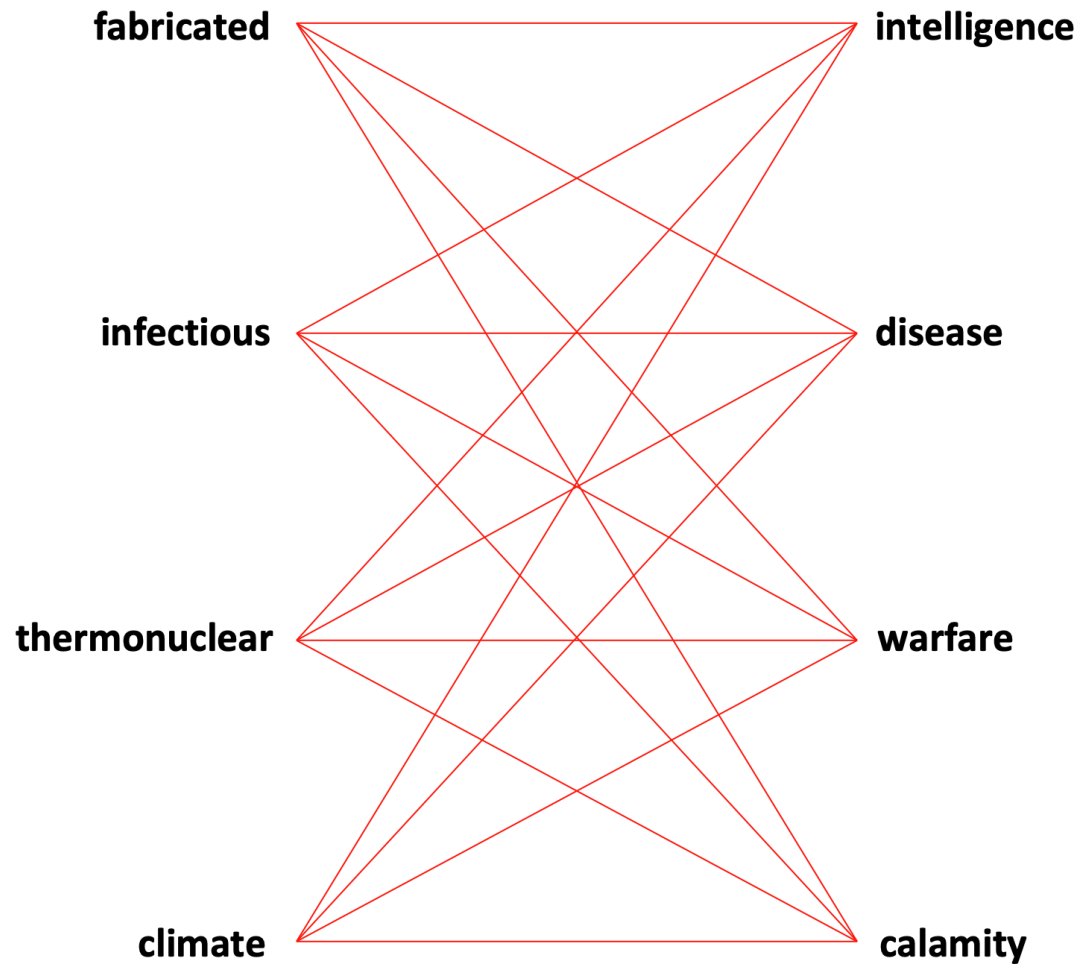 fabricated intelligence
infectious disease
thermonuclear warfare
climate calamity